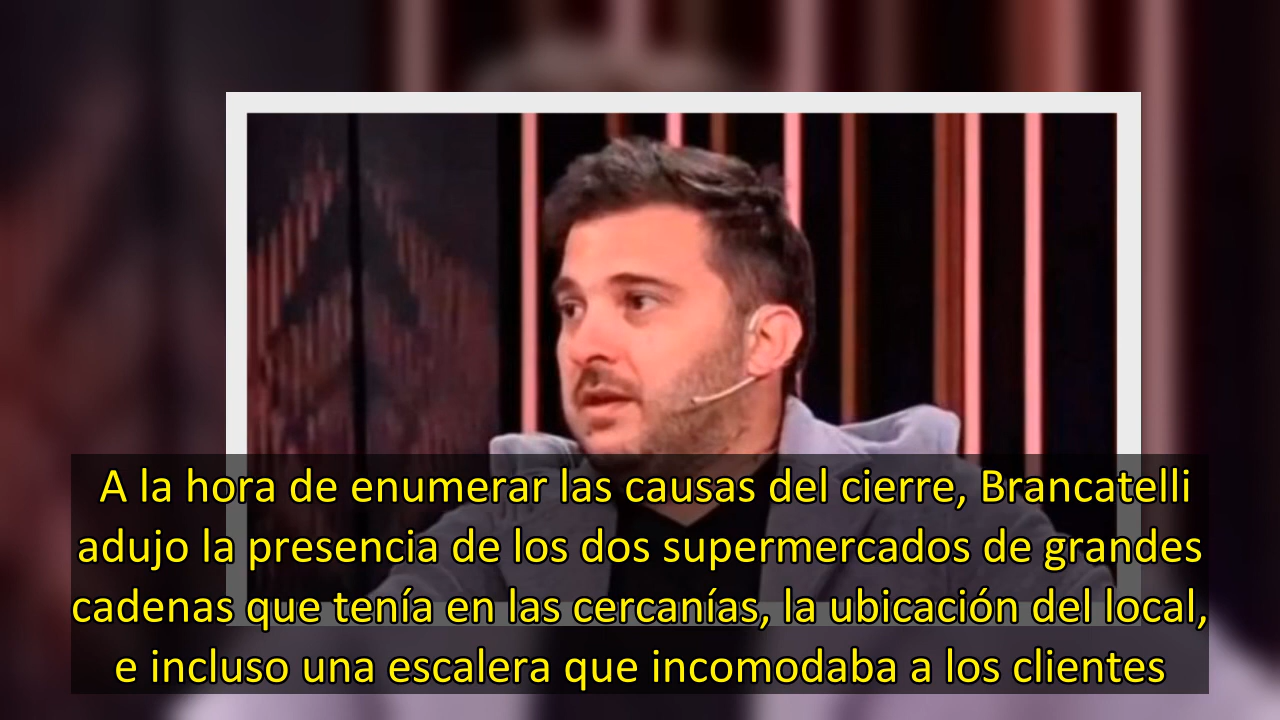 A la hora de enumerar las causas del cierre, Brancatelli
adujo la presencia de los dos supermercados de grandes
cadenas que tenía en las cercanías, la ubicación del local,
e incluso una escalera que incomodaba a los clientes